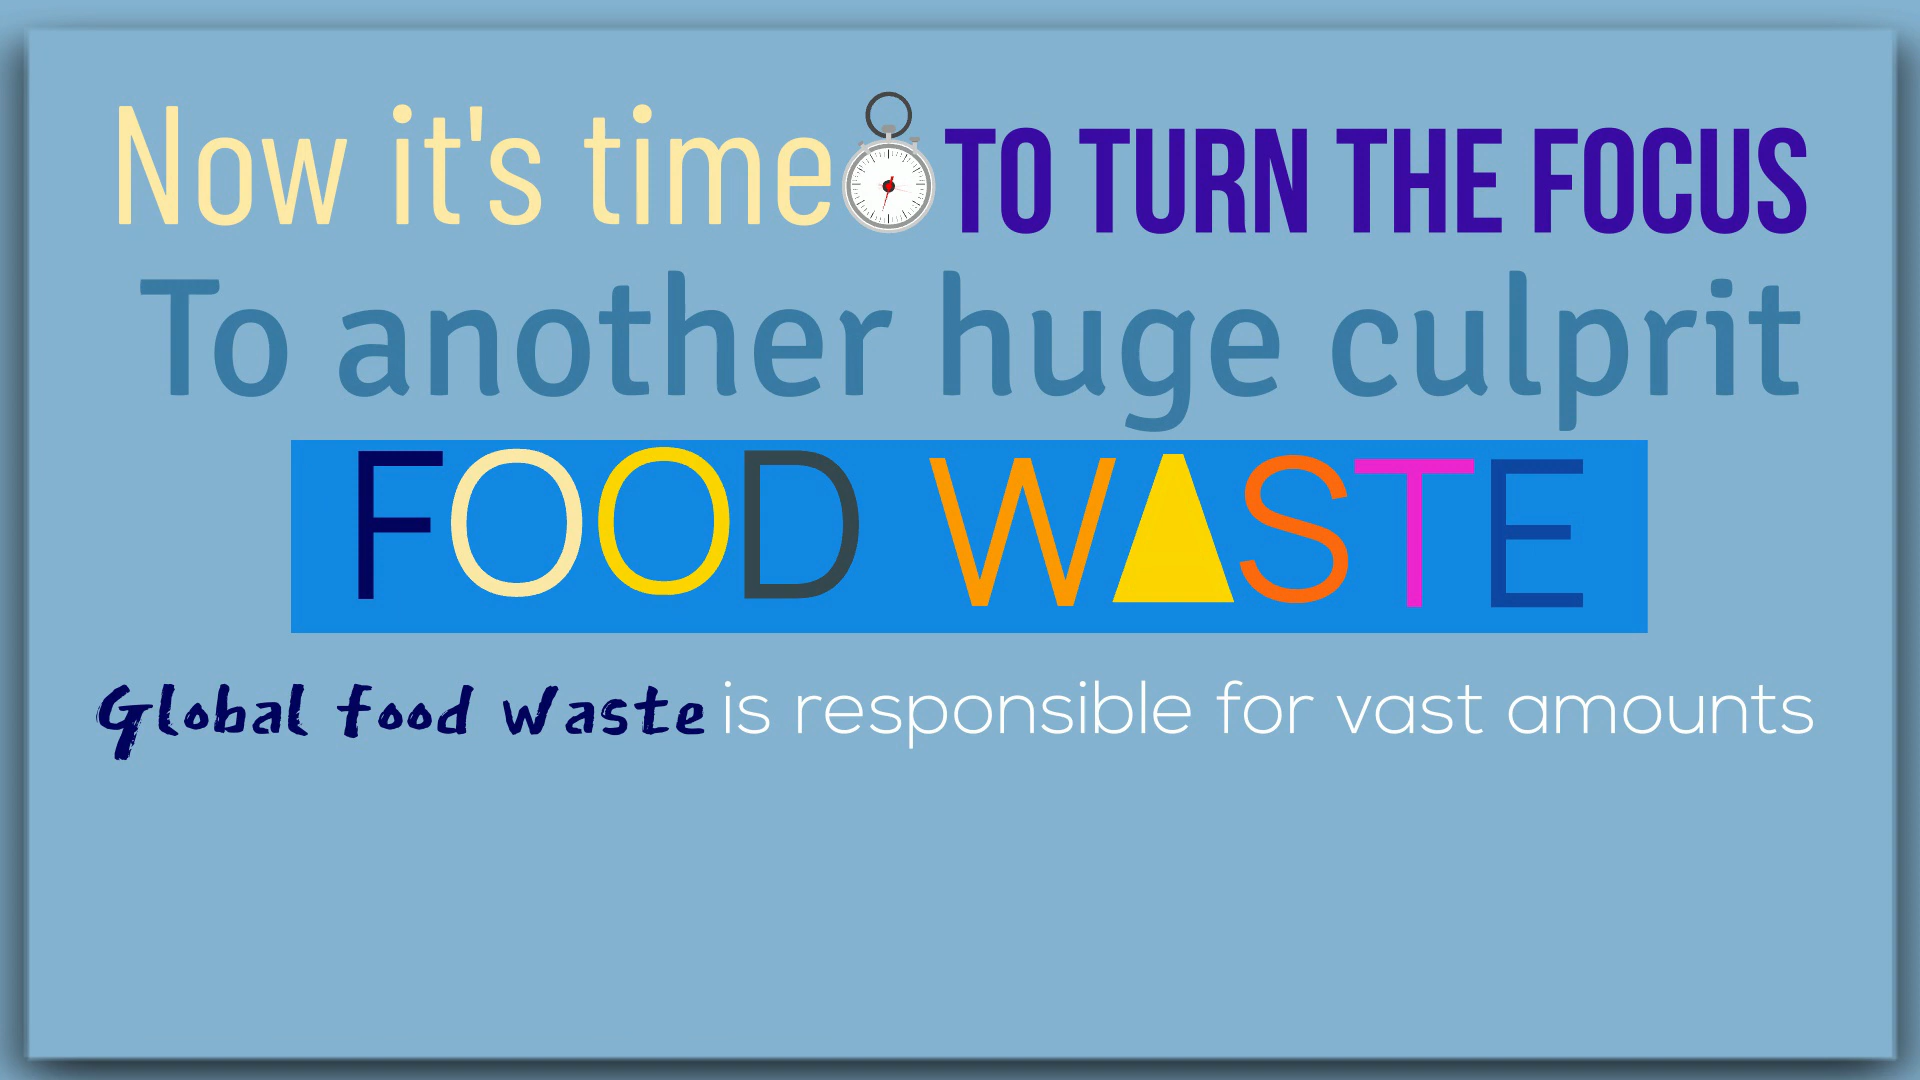 Now it's time TO TURN THE FOCUS
To another huge culprit
FOOD WASTE
Global food waste is responsible for vast amounts